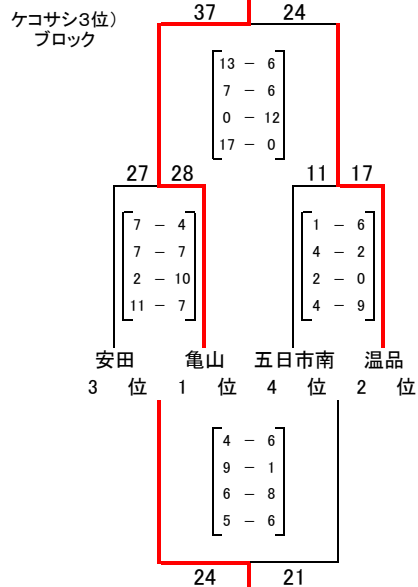 37 24
ケコサシ3位)
ブロック
13 － 6
7 － 6
0 － 12
17 － 0
27 28 11 17
7 － 4 1 － 6
7 － 7 4 － 2
2 － 10 2 － 0
11 － 7 4 － 9
安田 亀山 五日市南 温品
3 位 1 位 4 位 2 位
4 － 6
9 － 1
6 － 8
5 － 6
24 21